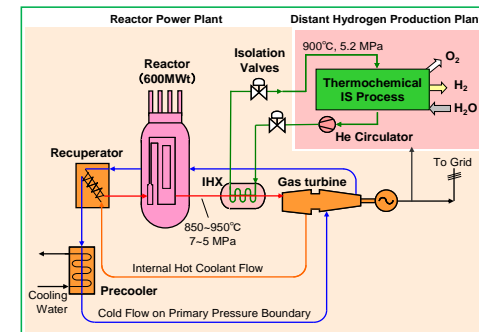 Reactor Power Plant
Distant Hydrogen Production Plan
Reactor
(600MWt)
Isolation
Valves
900℃, 5.2 MPa
O2
Thermochemical
IS Process
H2
H2O
He Circulator
To Grid
Recuperator
IHX
Gas turbine
850~950℃
7~5 MPa
Internal Hot Coolant Flow
Cooling
Water
Precooler
Cold Flow on Primary Pressure Boundary